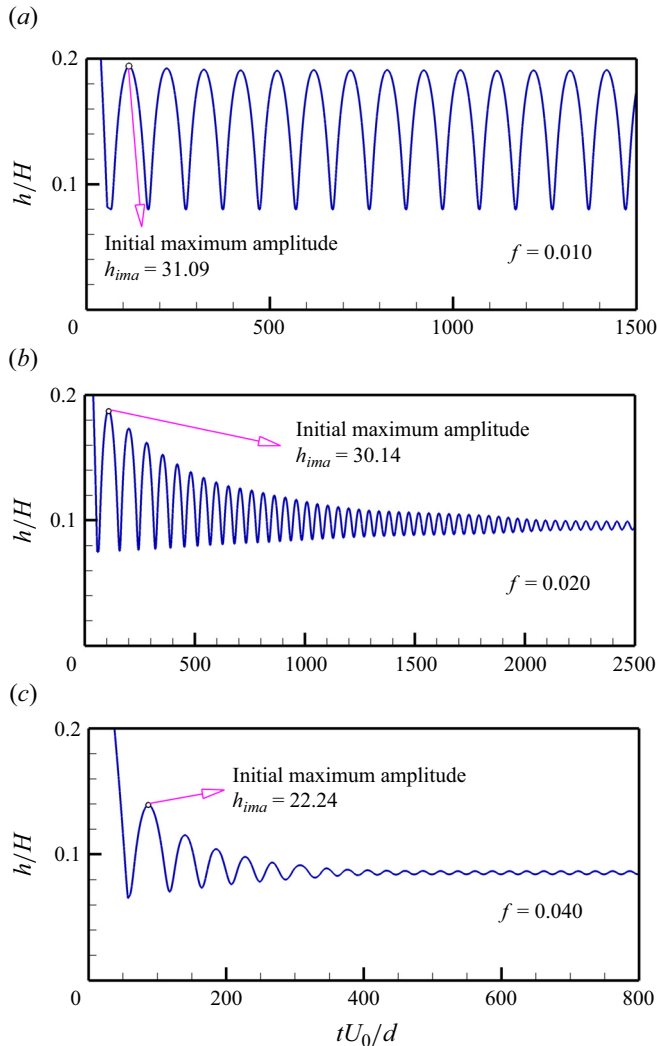 (a)
0.2
0.1
h/H
Initial maximum amplitude
h_ima = 31.09
f = 0.010
0 500 1000 1500
(b)
0.2
0.1
h/H
Initial maximum amplitude
h_ima = 30.14
f = 0.020
0 500 1000 1500 2000 2500
(c)
0.2
0.1
h/H
Initial maximum amplitude
h_ima = 22.24
f = 0.040
0 200 400 600 800
tU_0/d